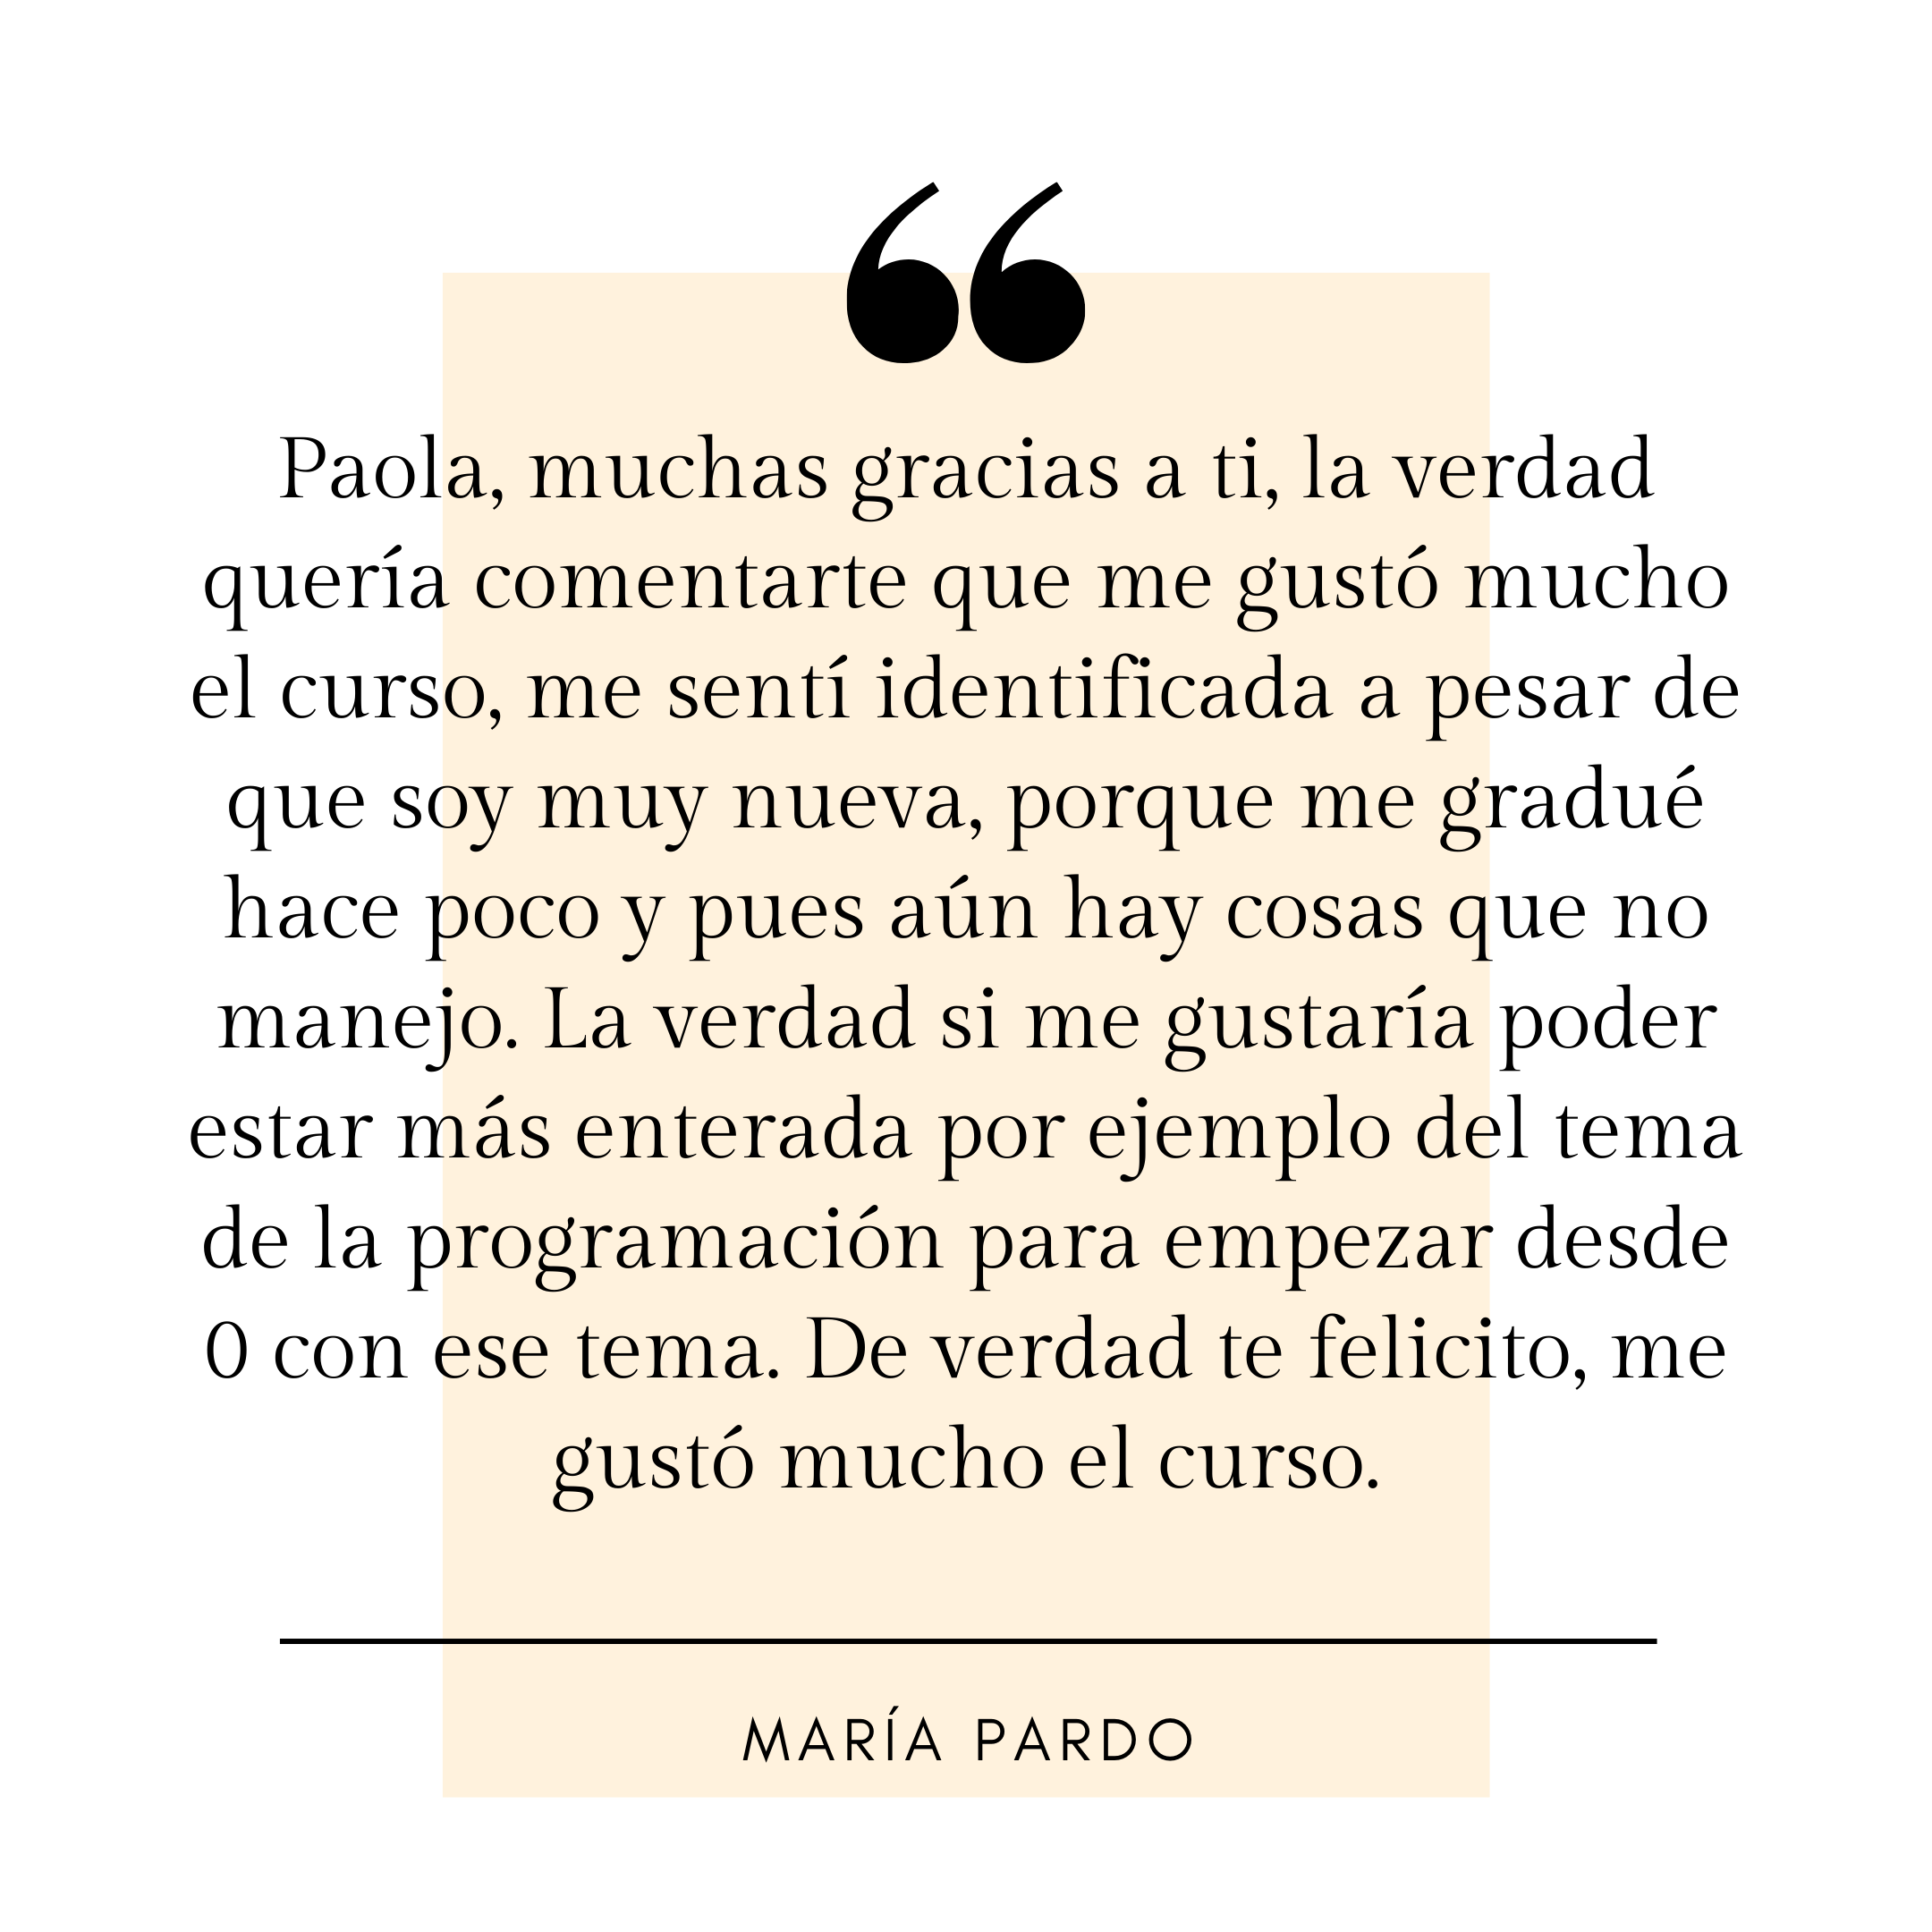 “
Paola, muchas gracias a ti, la verdad
quería comentarte que me gustó mucho
el curso, me sentí identificada a pesar de
que soy muy nueva, porque me gradué
hace poco y pues aún hay cosas que no
manejo. La verdad si me gustaría poder
estar más enterada por ejemplo del tema
de la programación para empezar desde
0 con ese tema. De verdad te felicito, me
gustó mucho el curso.
MARÍA PARDO